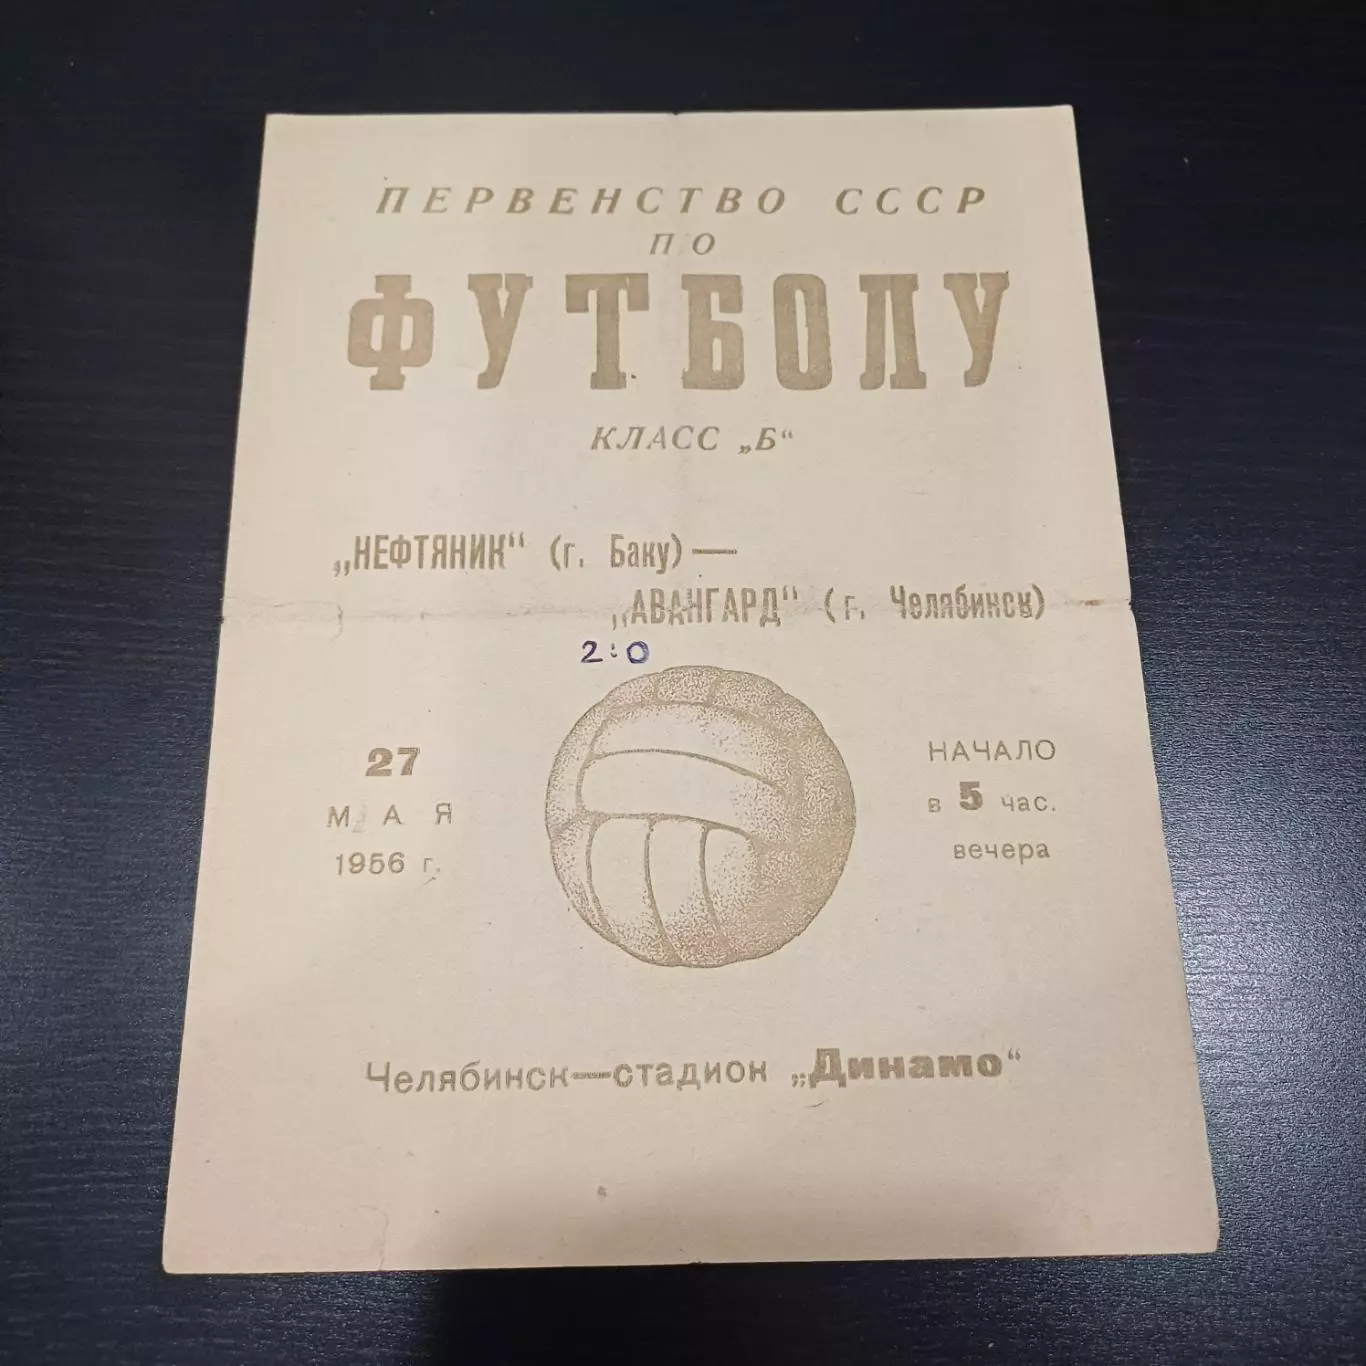 ПЕРВЕНСТВО СССР
ПО
ФУТБОЛУ
КЛАСС „Б“
„НЕФТЯНИК“ (г. Баку) —
„АВАНГАРД“ (г. Челябинск)
2:0
27
МАЯ
1956 г.
НАЧАЛО
в 5 час.
вечера
Челябинск—стадион „Динамо“